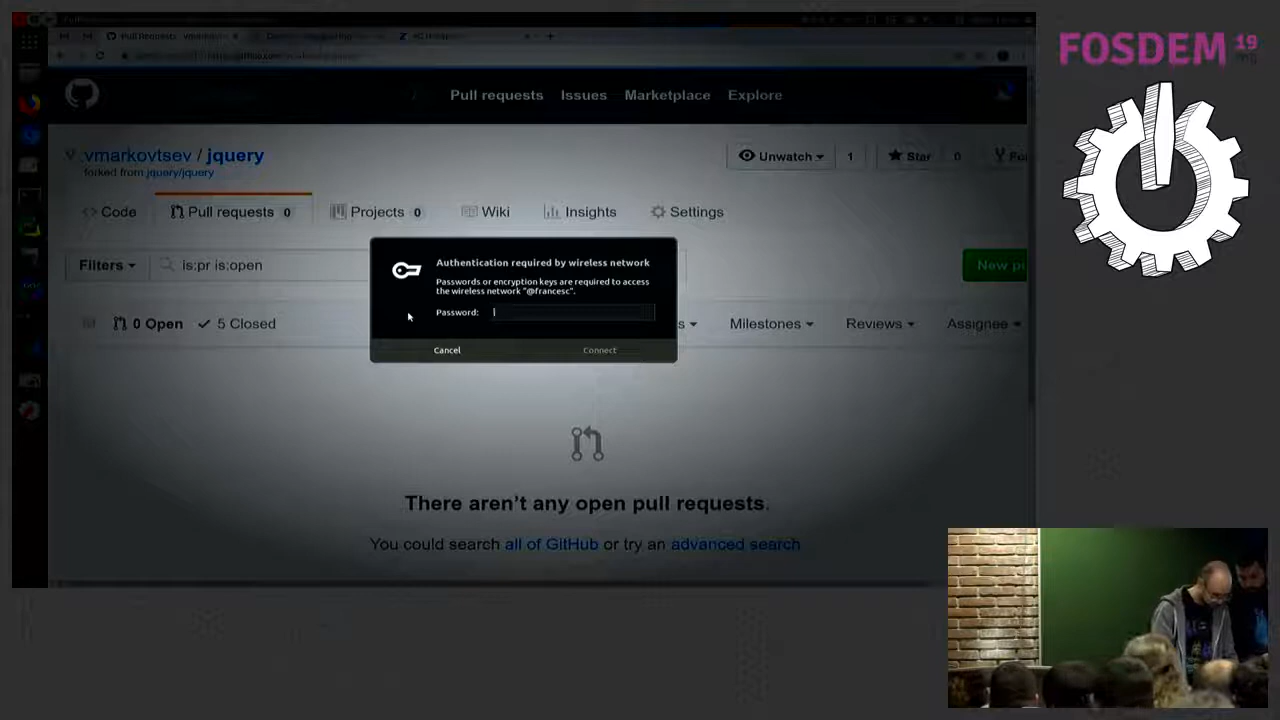 FOSDEM 19
.org
Pull requests Issues Marketplace Explore
vmarkovtsev / jquery
forked from jquery/jquery
Unwatch 1 Star 0
Code Pull requests 0 Projects 0 Wiki Insights Settings
Filters is:pr is:open
Authentication required by wireless network
Passwords or encryption keys are required to access
the wireless network "@francesc".
Password:
Cancel Connect
0 Open 5 Closed Milestones Reviews Assignee
There aren't any open pull requests.
You could search all of GitHub or try an advanced search